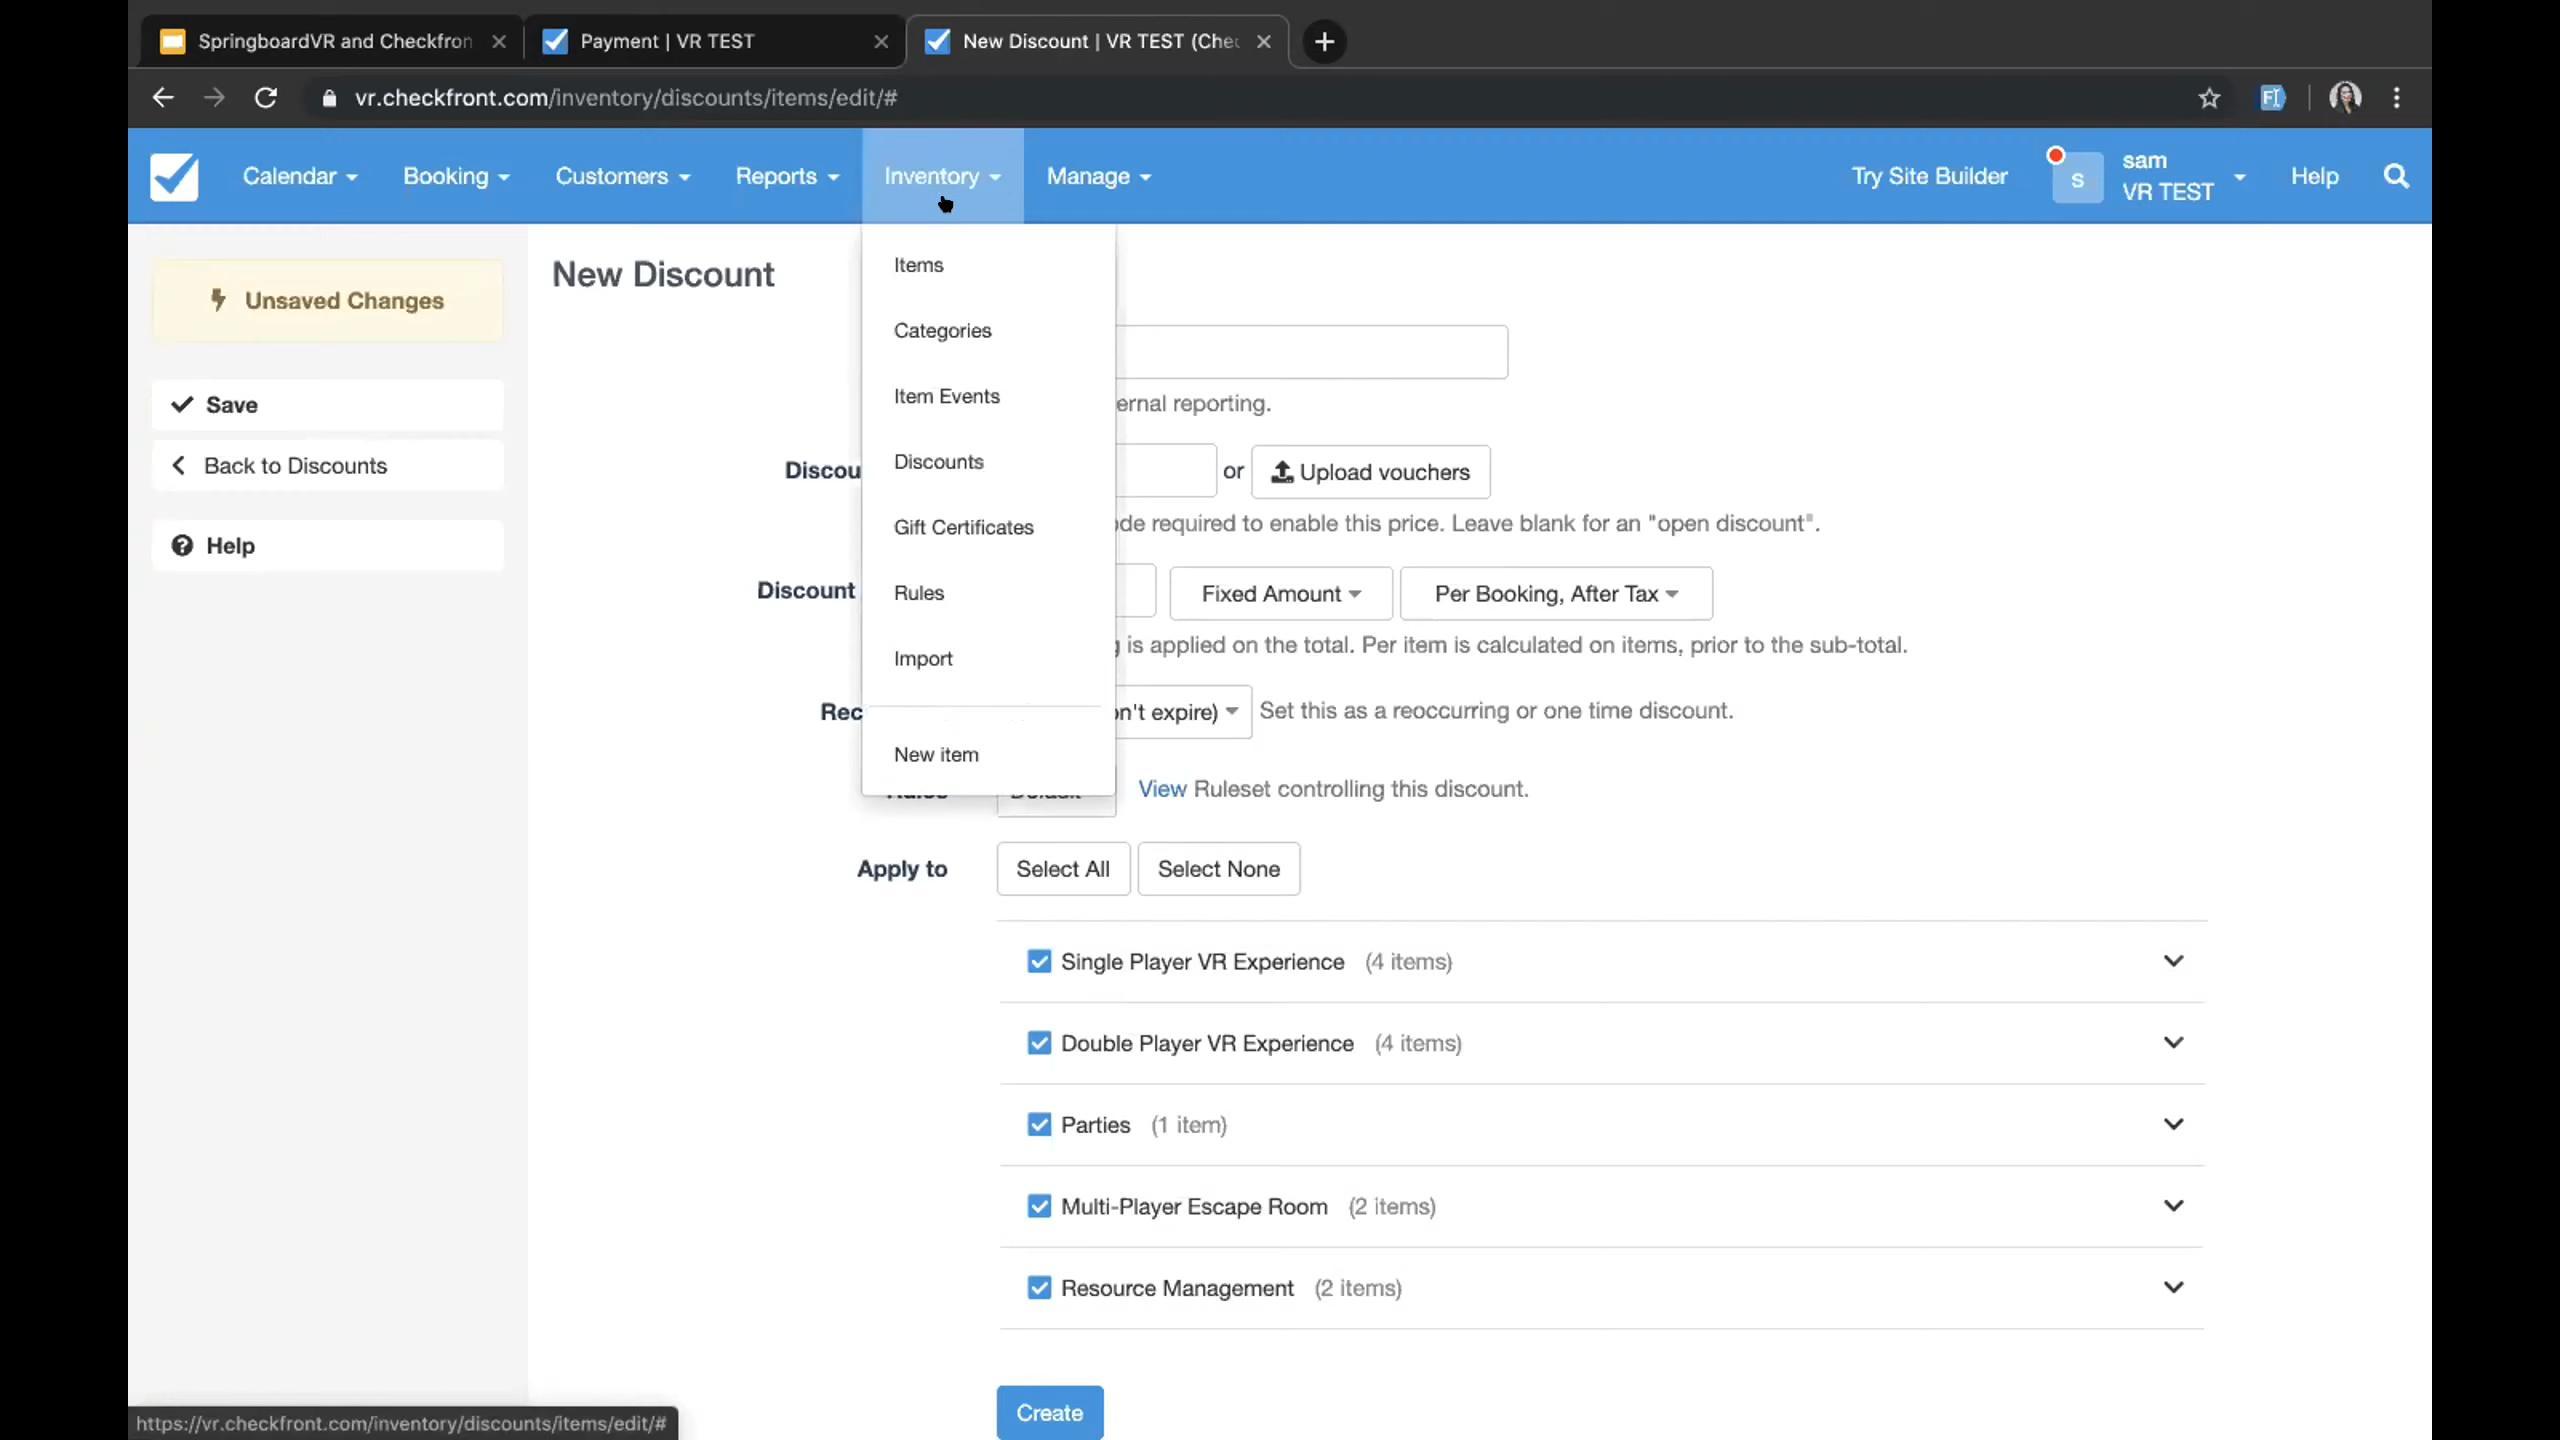 SpringboardVR and Checkfron
Payment | VR TEST
New Discount | VR TEST (Chec
vr.checkfront.com/inventory/discounts/items/edit/#
Calendar
Booking
Customers
Reports
Inventory
Manage
Try Site Builder
S
sam
VR TEST
Help
Unsaved Changes
Save
Back to Discounts
Help
New Discount
Items
Categories
Item Events
Discounts
Gift Certificates
Rules
Import
New item
ernal reporting.
Discou
or
Upload vouchers
de required to enable this price. Leave blank for an "open discount".
Discount
Fixed Amount
Per Booking, After Tax
g is applied on the total. Per item is calculated on items, prior to the sub-total.
Rec
n't expire)
Set this as a reoccurring or one time discount.
Rules
Default
View Ruleset controlling this discount.
Apply to
Select All
Select None
Single Player VR Experience (4 items)
Double Player VR Experience (4 items)
Parties (1 item)
Multi-Player Escape Room (2 items)
Resource Management (2 items)
Create
https://vr.checkfront.com/inventory/discounts/items/edit/#